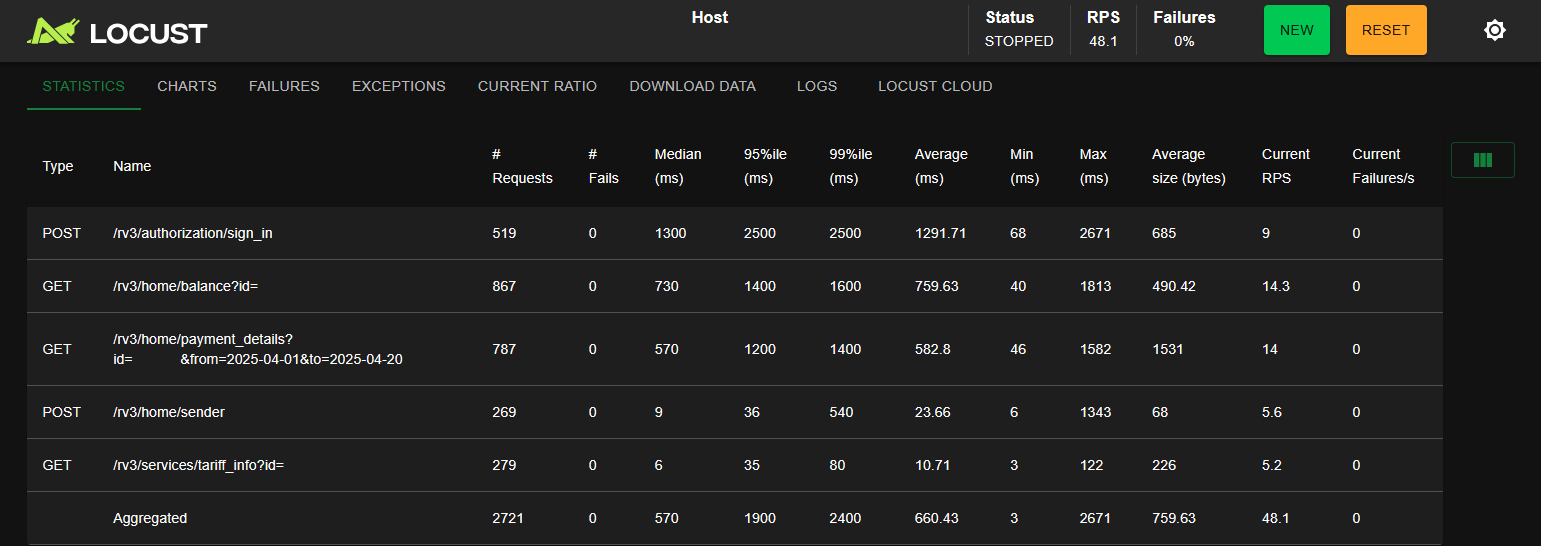 LOCUST
Host
Status
STOPPED
RPS
48.1
Failures
0%
NEW
RESET
STATISTICS CHARTS FAILURES EXCEPTIONS CURRENT RATIO DOWNLOAD DATA LOGS LOCUST CLOUD
Type Name # Requests # Fails Median (ms) 95%ile (ms) 99%ile (ms) Average (ms) Min (ms) Max (ms) Average size (bytes) Current RPS Current Failures/s
POST /rv3/authorization/sign_in 519 0 1300 2500 2500 1291.71 68 2671 685 9 0
GET /rv3/home/balance?id= 867 0 730 1400 1600 759.63 40 1813 490.42 14.3 0
GET /rv3/home/payment_details?
id= &from=2025-04-01&to=2025-04-20 787 0 570 1200 1400 582.8 46 1582 1531 14 0
POST /rv3/home/sender 269 0 9 36 540 23.66 6 1343 68 5.6 0
GET /rv3/services/tariff_info?id= 279 0 6 35 80 10.71 3 122 226 5.2 0
Aggregated 2721 0 570 1900 2400 660.43 3 2671 759.63 48.1 0